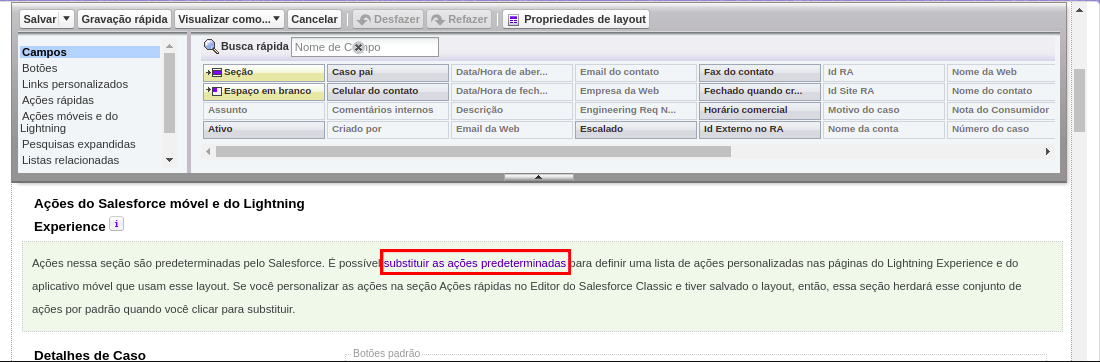 Salvar Gravação rápida Visualizar como... Cancelar Desfazer Refazer Propriedades de layout
Campos
Botões
Links personalizados
Ações rápidas
Ações móveis e do
Lightning
Pesquisas expandidas
Listas relacionadas
Busca rápida Nome de Campo
Seção Caso pai Data/Hora de aber... Email do contato Fax do contato Id RA Nome da Web
Espaço em branco Celular do contato Data/Hora de fech... Empresa da Web Fechado quando cr... Id Site RA Nome do contato
Assunto Comentários internos Descrição Engineering Req N... Horário comercial Motivo do caso Nota do Consumidor
Ativo Criado por Email da Web Escalado Id Externo no RA Nome da conta Número do caso
Ações do Salesforce móvel e do Lightning
Experience i
Ações nessa seção são predeterminadas pelo Salesforce. É possível substituir as ações predeterminadas para definir uma lista de ações personalizadas nas páginas do Lightning Experience e do
aplicativo móvel que usam esse layout. Se você personalizar as ações na seção Ações rápidas no Editor do Salesforce Classic e tiver salvado o layout, então, essa seção herdará esse conjunto de
ações por padrão quando você clicar para substituir.
Detalhes de Caso Botões padrão